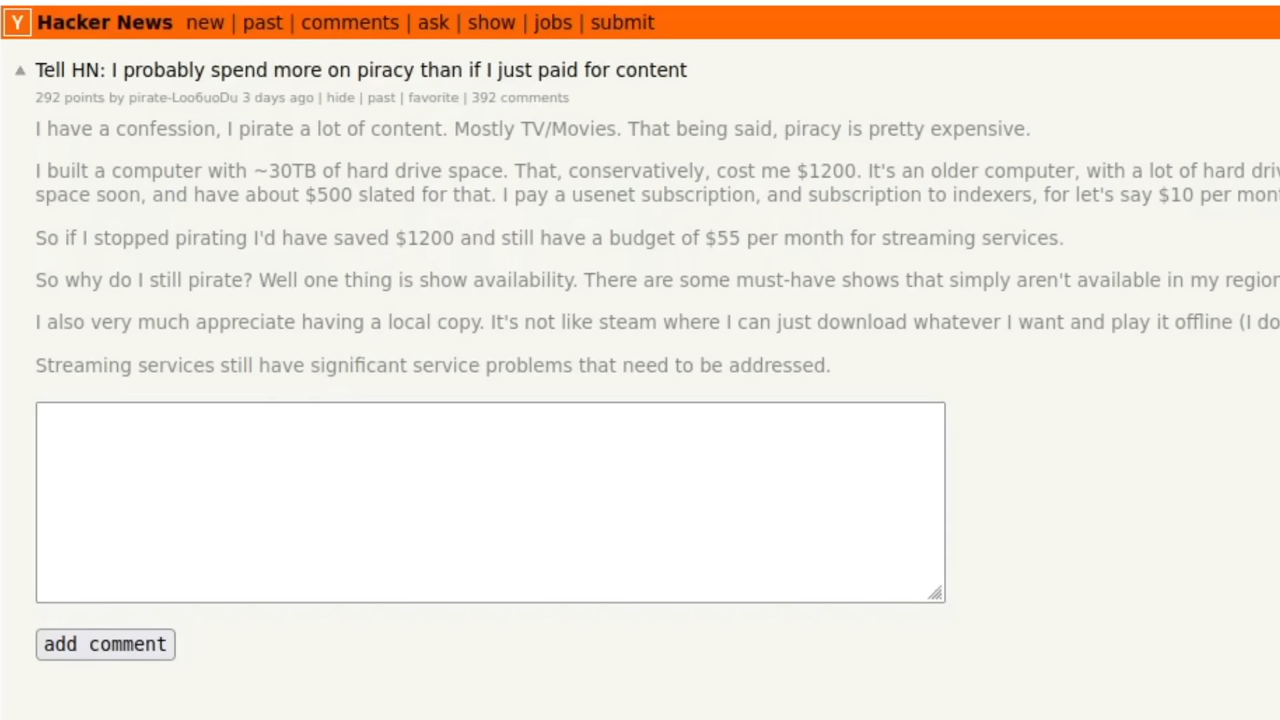 Y Hacker News new | past | comments | ask | show | jobs | submit
Tell HN: I probably spend more on piracy than if I just paid for content
292 points by pirate-Loo6uoDu 3 days ago | hide | past | favorite | 392 comments
I have a confession, I pirate a lot of content. Mostly TV/Movies. That being said, piracy is pretty expensive.
I built a computer with ~30TB of hard drive space. That, conservatively, cost me $1200. It's an older computer, with a lot of hard
space soon, and have about $500 slated for that. I pay a usenet subscription, and subscription to indexers, for let's say $10 per
So if I stopped pirating I'd have saved $1200 and still have a budget of $55 per month for streaming services.
So why do I still pirate? Well one thing is show availability. There are some must-have shows that simply aren't available in my region
I also very much appreciate having a local copy. It's not like steam where I can just download whatever I want and play it offline (I
Streaming services still have significant service problems that need to be addressed.
add comment